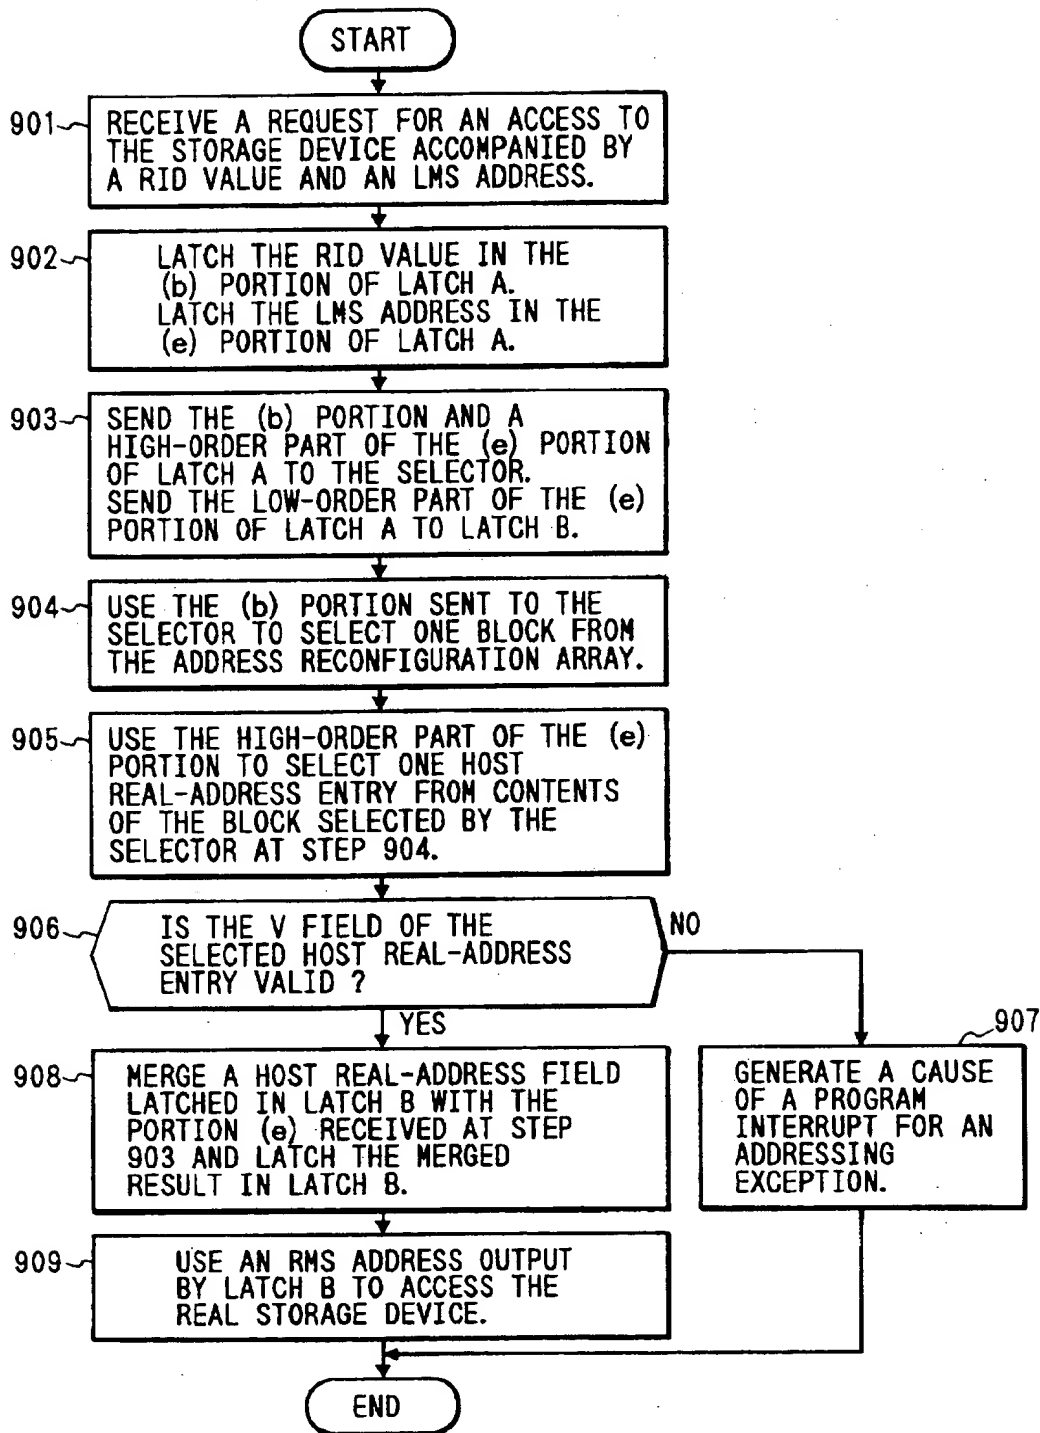 START
901
RECEIVE A REQUEST FOR AN ACCESS TO
THE STORAGE DEVICE ACCOMPANIED BY
A RID VALUE AND AN LMS ADDRESS.
902
LATCH THE RID VALUE IN THE
(b) PORTION OF LATCH A.
LATCH THE LMS ADDRESS IN THE
(e) PORTION OF LATCH A.
903
SEND THE (b) PORTION AND A
HIGH-ORDER PART OF THE (e) PORTION
OF LATCH A TO THE SELECTOR.
SEND THE LOW-ORDER PART OF THE (e)
PORTION OF LATCH A TO LATCH B.
904
USE THE (b) PORTION SENT TO THE
SELECTOR TO SELECT ONE BLOCK FROM
THE ADDRESS RECONFIGURATION ARRAY.
905
USE THE HIGH-ORDER PART OF THE (e)
PORTION TO SELECT ONE HOST
REAL-ADDRESS ENTRY FROM CONTENTS
OF THE BLOCK SELECTED BY THE
SELECTOR AT STEP 904.
906
IS THE V FIELD OF THE
SELECTED HOST REAL-ADDRESS
ENTRY VALID ?
NO
YES
907
GENERATE A CAUSE
OF A PROGRAM
INTERRUPT FOR AN
ADDRESSING
EXCEPTION.
908
MERGE A HOST REAL-ADDRESS FIELD
LATCHED IN LATCH B WITH THE
PORTION (e) RECEIVED AT STEP
903 AND LATCH THE MERGED
RESULT IN LATCH B.
909
USE AN RMS ADDRESS OUTPUT
BY LATCH B TO ACCESS THE
REAL STORAGE DEVICE.
END